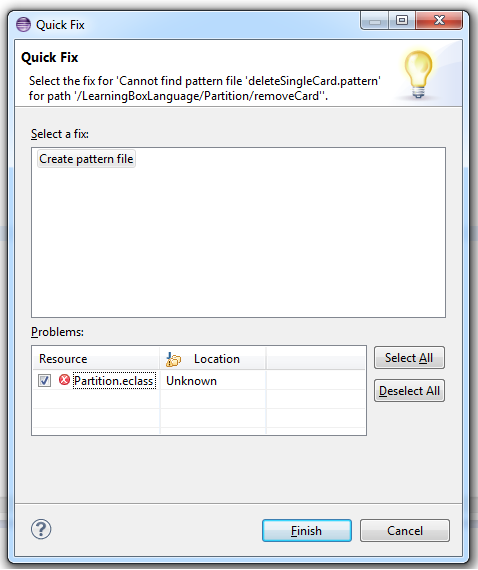 Quick Fix
Quick Fix
Select the fix for 'Cannot find pattern file 'deleteSingleCard.pattern'
for path '/LearningBoxLanguage/Partition/removeCard''.
Select a fix:
Create pattern file
Problems:
Resource Location
Partition.eclass Unknown
Select All
Deselect All
Finish Cancel